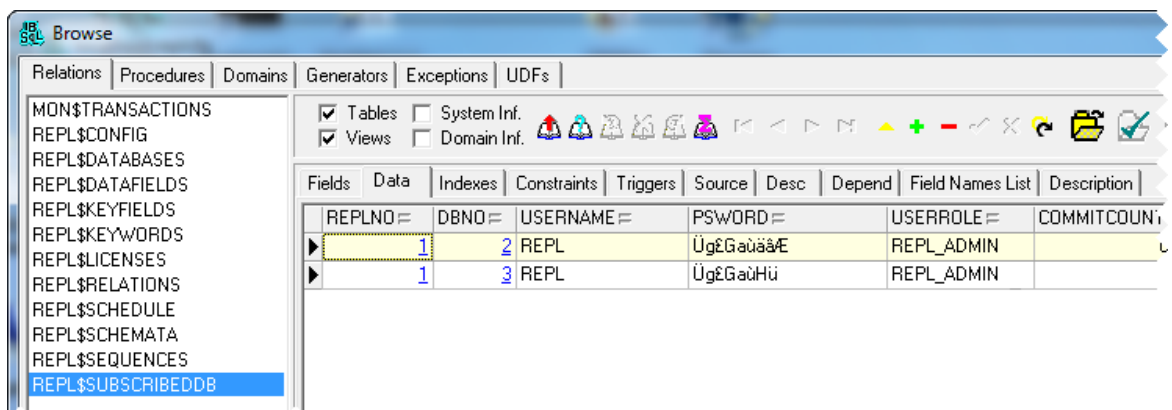 IB SQL Browse
Relations Procedures Domains Generators Exceptions UDFs
MON$TRANSACTIONS
REPL$CONFIG
REPL$DATABASES
REPL$DATAFIELDS
REPL$KEYFIELDS
REPL$KEYWORDS
REPL$LICENSES
REPL$RELATIONS
REPL$SCHEDULE
REPL$SCHEMATA
REPL$SEQUENCES
REPL$SUBSCRIBEDDB
Tables System Inf.
Views Domain Inf.
Fields Data Indexes Constraints Triggers Source Desc Depend Field Names List Description
REPLNO DBNO USERNAME PSWORD USERROLE COMMITCOUN
1 2 REPL Üg£GaùäâÆ REPL_ADMIN
1 3 REPL Üg£GaùHü REPL_ADMIN